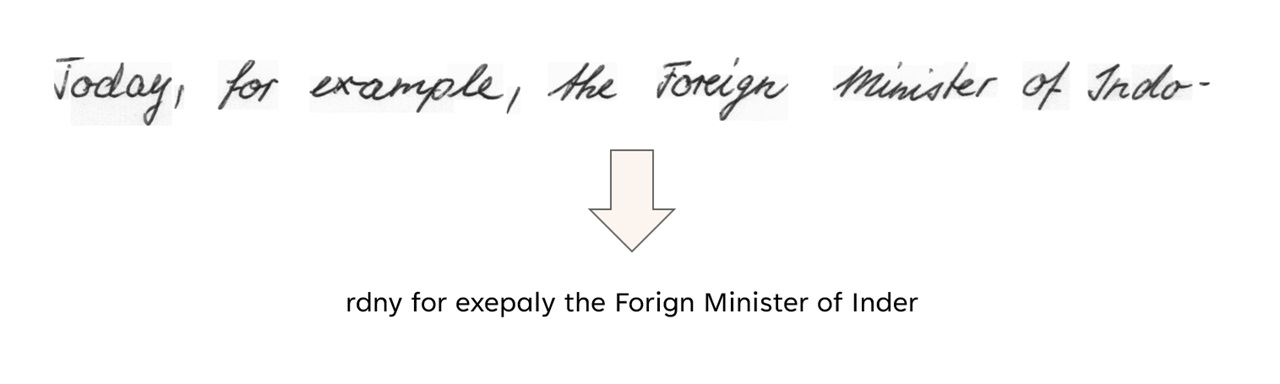 Today, for example, the Foreign Minister of Indo-
rdny for exepaly the Forign Minister of Inder